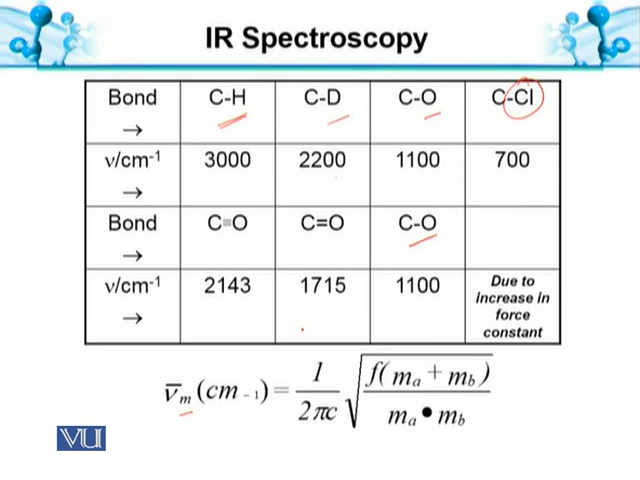 IR Spectroscopy
Bond C-H C-D C-O C-Cl
→
ν/cm-1 3000 2200 1100 700
→
Bond C≡O C=O C-O
→
ν/cm-1 2143 1715 1100 Due to
→ increase in
force
constant
ν̅m (cm-1) = 1/2πc √f(ma + mb)/ma • mb
VU